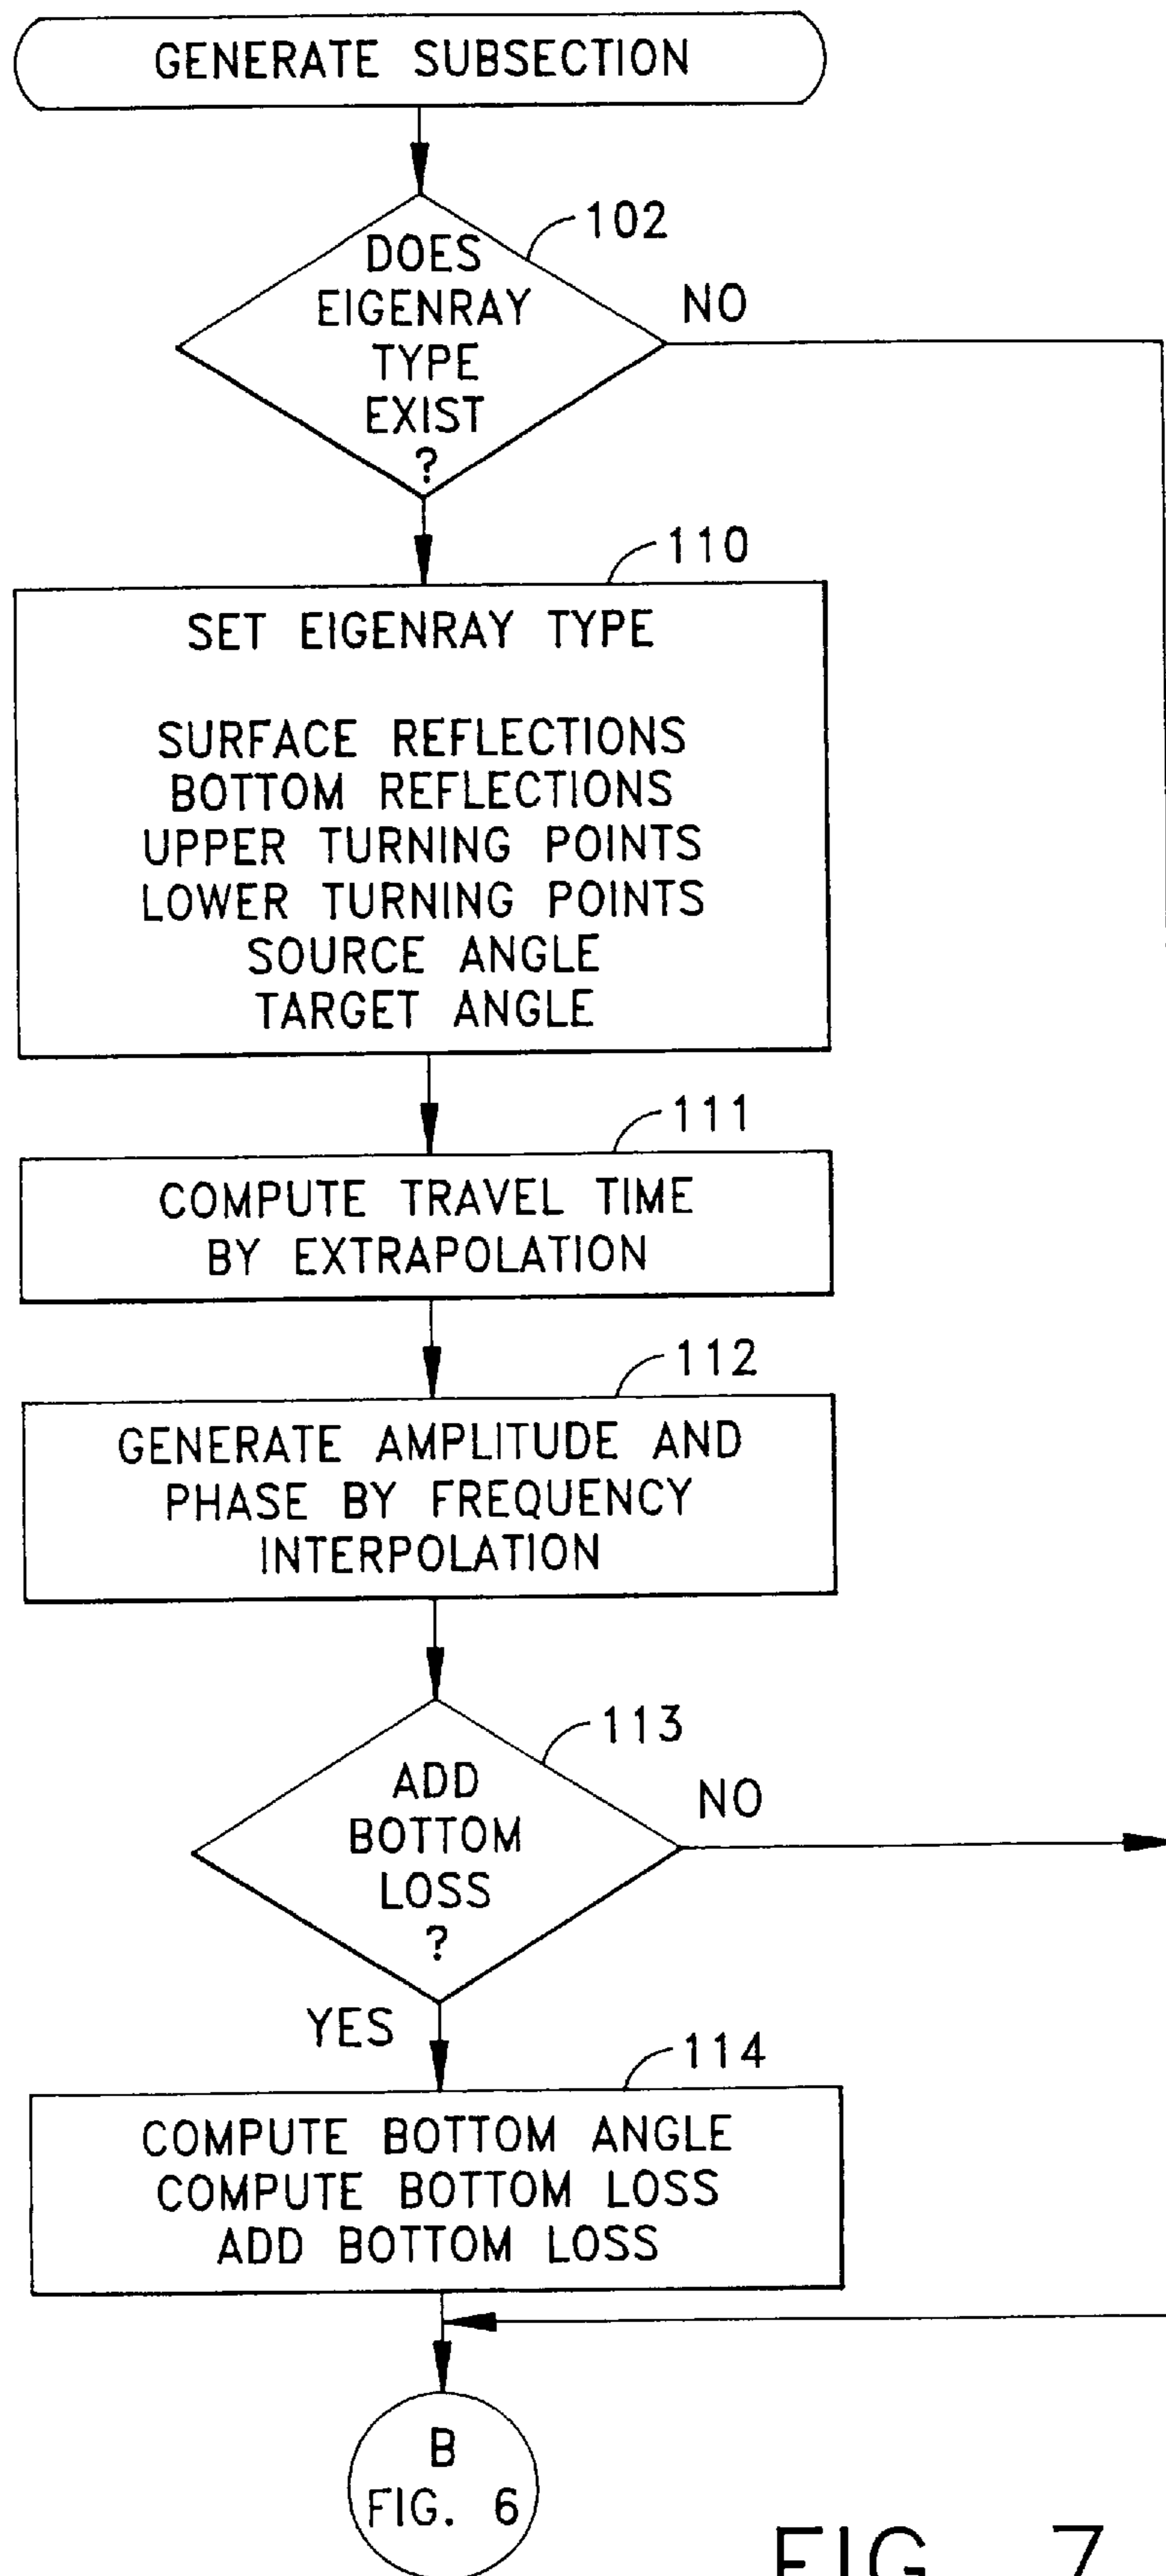 GENERATE SUBSECTION
102
DOES
EIGENRAY
TYPE
EXIST
?
NO
110
SET EIGENRAY TYPE
SURFACE REFLECTIONS
BOTTOM REFLECTIONS
UPPER TURNING POINTS
LOWER TURNING POINTS
SOURCE ANGLE
TARGET ANGLE
111
COMPUTE TRAVEL TIME
BY EXTRAPOLATION
112
GENERATE AMPLITUDE AND
PHASE BY FREQUENCY
INTERPOLATION
113
ADD
BOTTOM
LOSS
?
NO
YES
114
COMPUTE BOTTOM ANGLE
COMPUTE BOTTOM LOSS
ADD BOTTOM LOSS
B
FIG. 6
FIG. 7